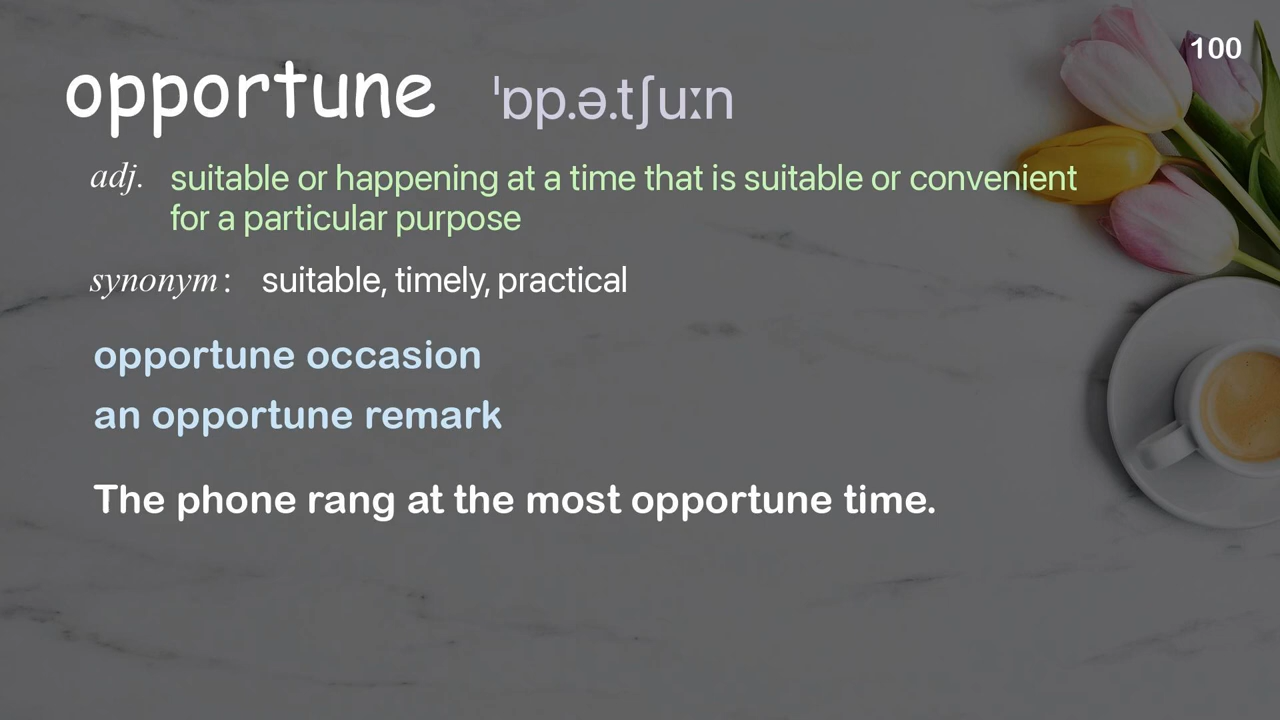 100
opportune ˈɒp.ə.tʃuːn
adj. suitable or happening at a time that is suitable or convenient
for a particular purpose
synonym: suitable, timely, practical
opportune occasion
an opportune remark
The phone rang at the most opportune time.